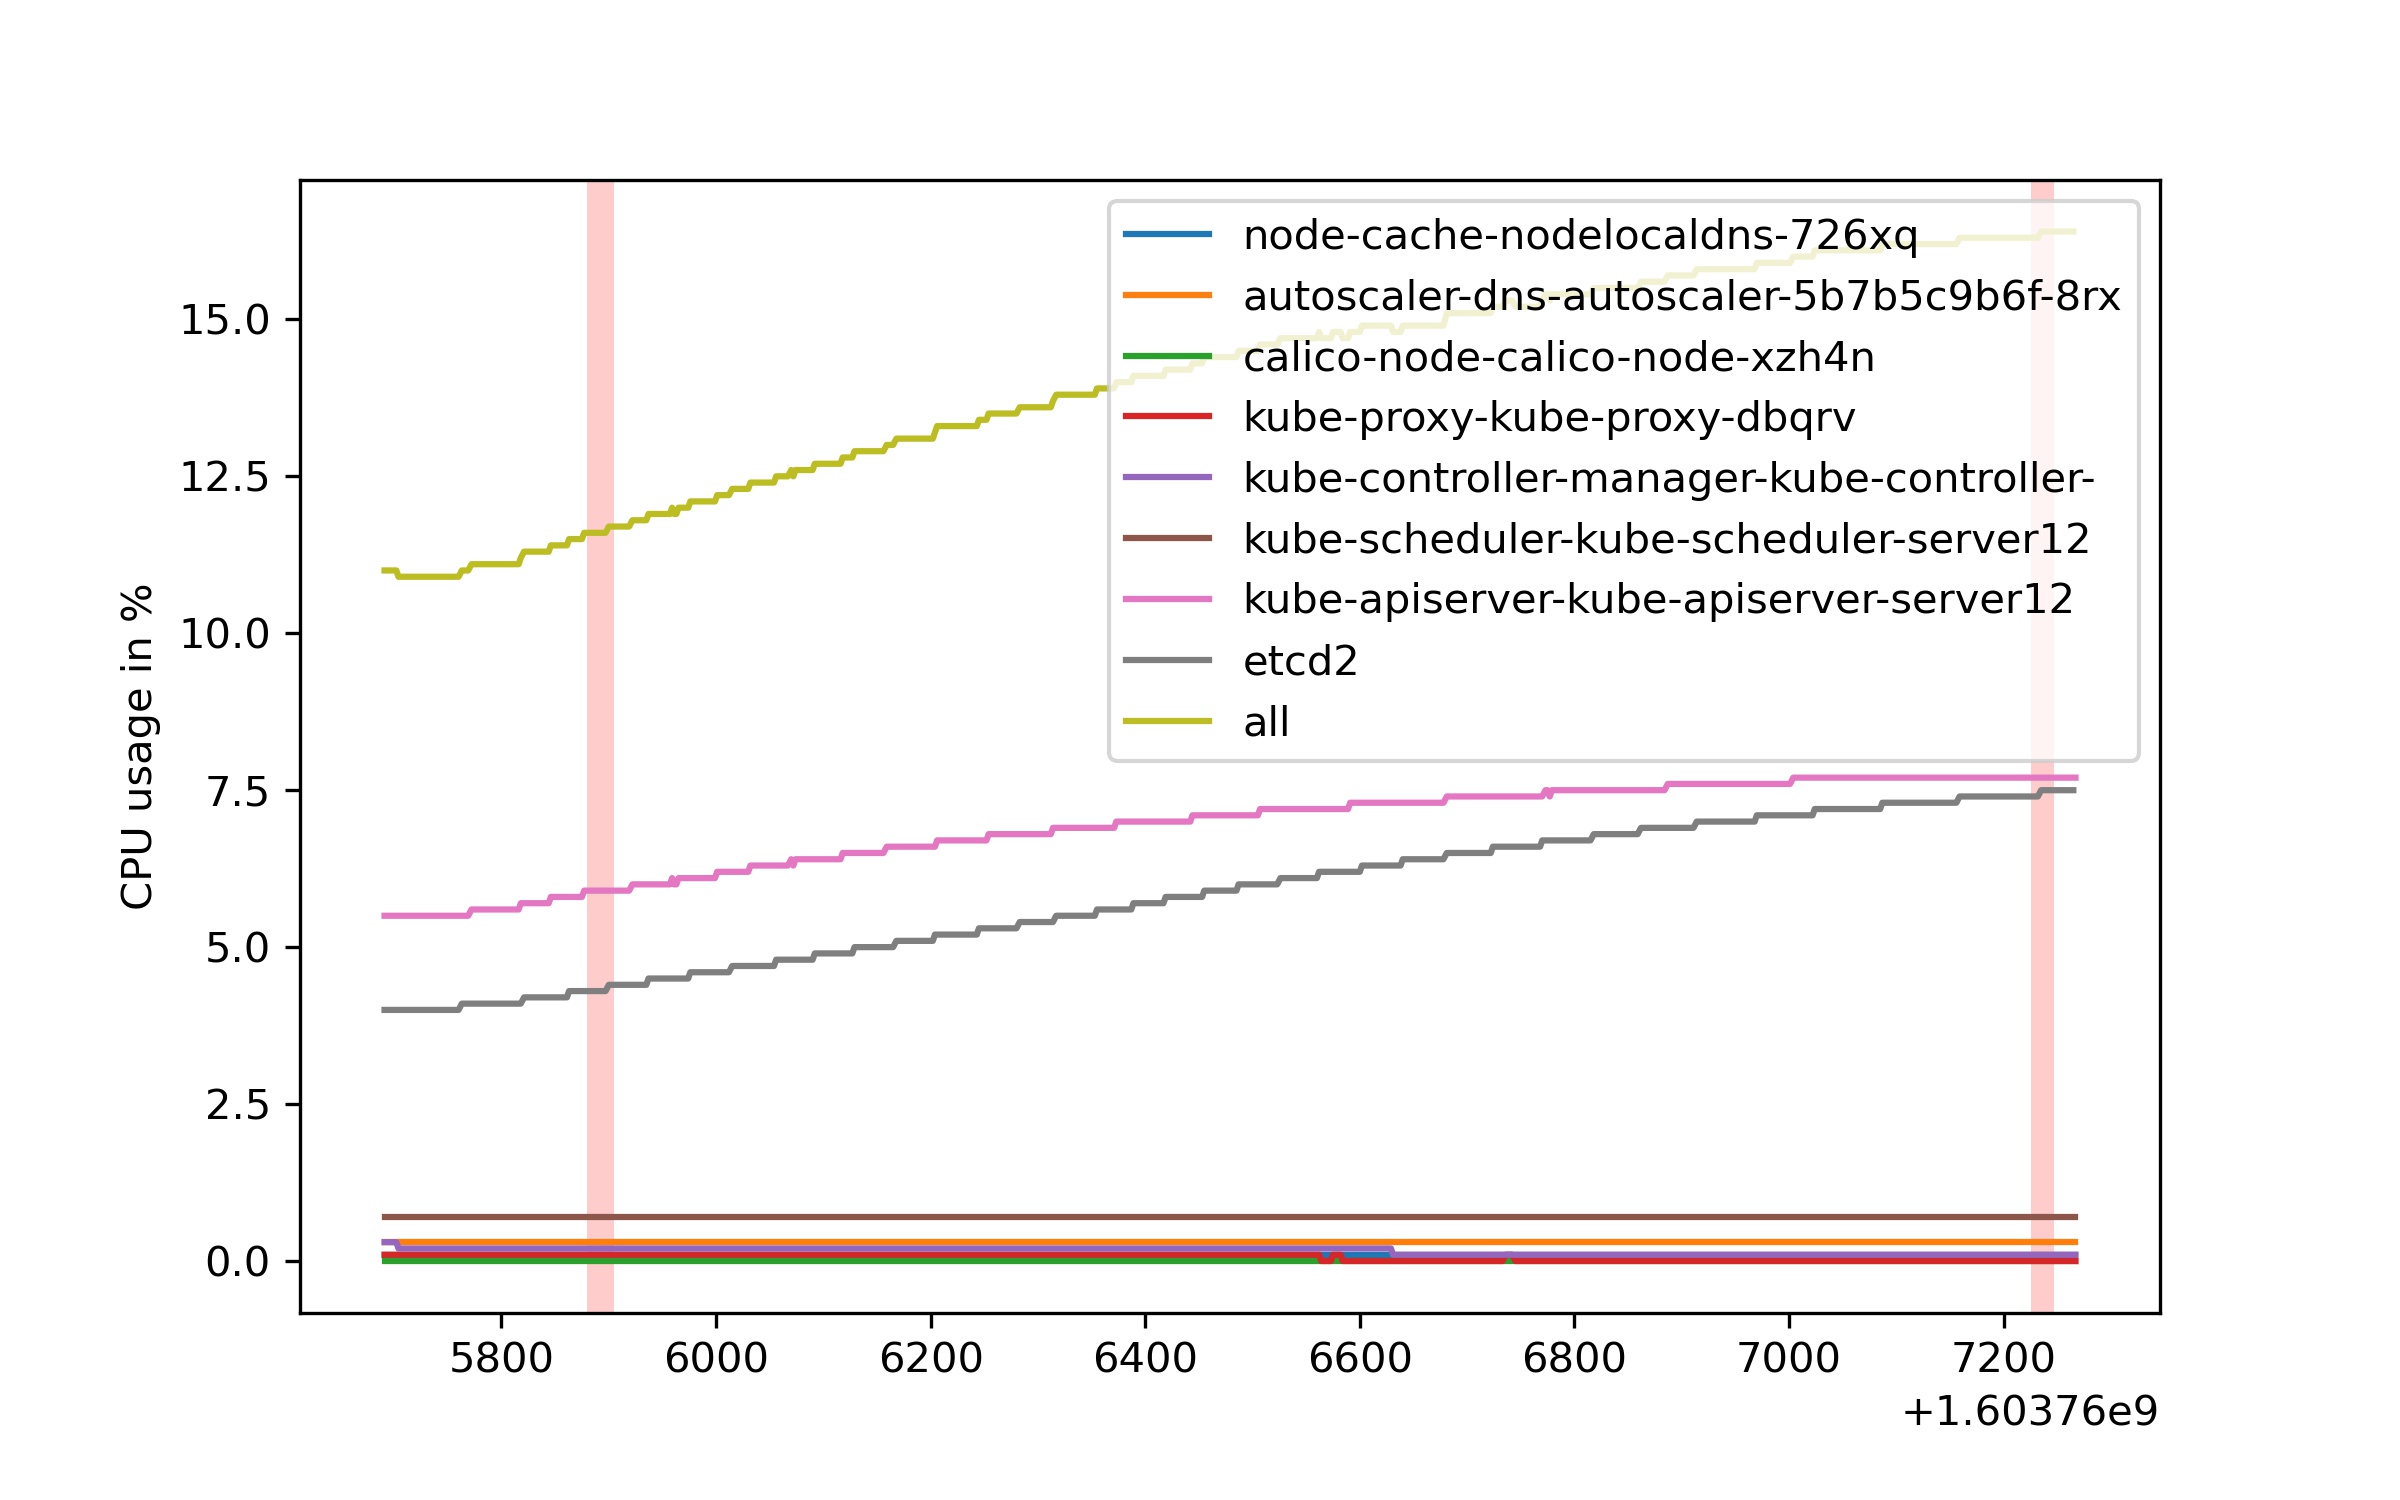 node-cache-nodelocaldns-726xq
autoscaler-dns-autoscaler-5b7b5c9b6f-8rx
calico-node-calico-node-xzh4n
kube-proxy-kube-proxy-dbqrv
kube-controller-manager-kube-controller-
kube-scheduler-kube-scheduler-server12
kube-apiserver-kube-apiserver-server12
etcd2
all
CPU usage in %
15.0
12.5
10.0
7.5
5.0
2.5
0.0
5800 6000 6200 6400 6600 6800 7000 7200
+1.60376e9